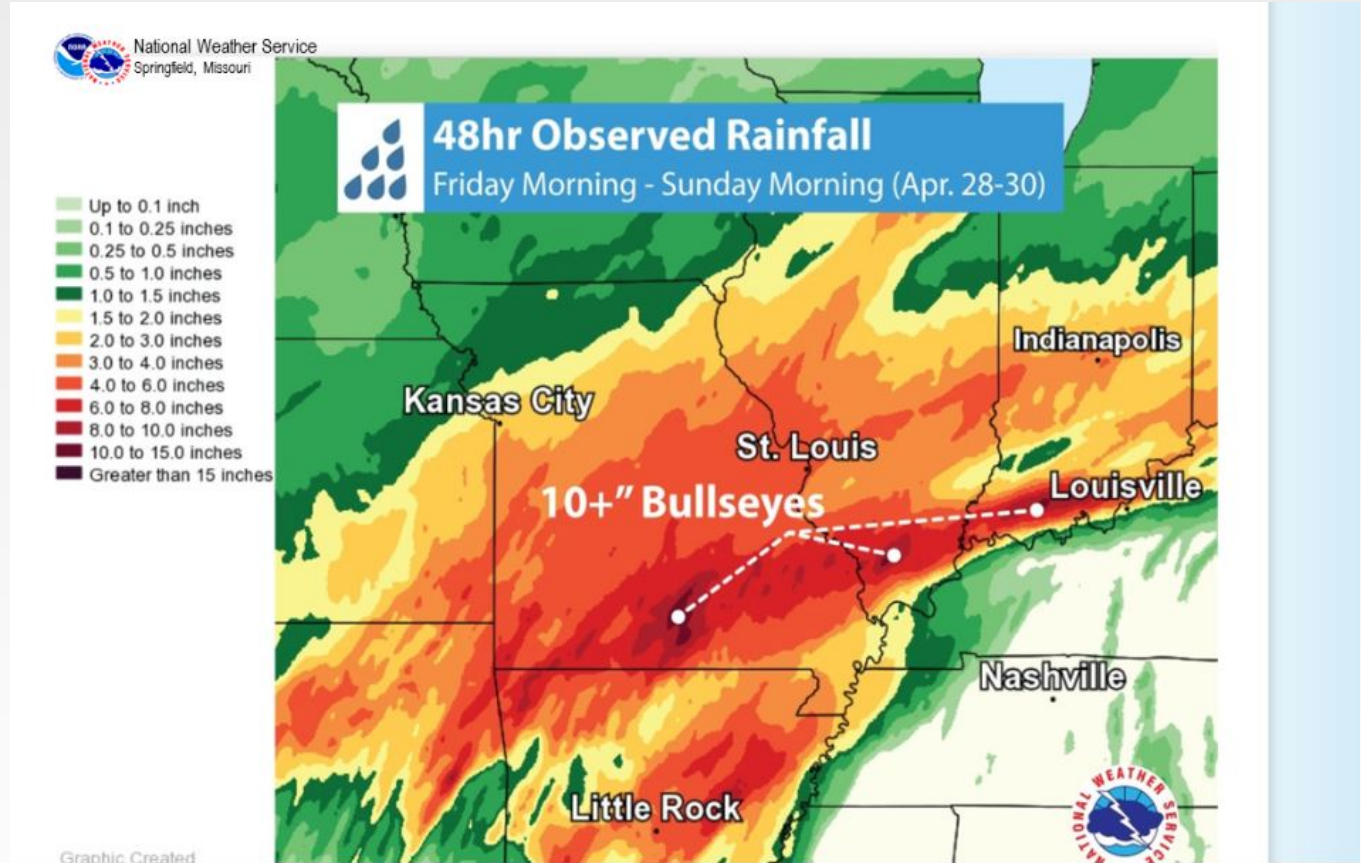 National Weather Service
Springfield, Missouri
48hr Observed Rainfall
Friday Morning - Sunday Morning (Apr. 28-30)
Up to 0.1 inch
0.1 to 0.25 inches
0.25 to 0.5 inches
0.5 to 1.0 inches
1.0 to 1.5 inches
1.5 to 2.0 inches
2.0 to 3.0 inches
3.0 to 4.0 inches
4.0 to 6.0 inches
6.0 to 8.0 inches
8.0 to 10.0 inches
10.0 to 15.0 inches
Greater than 15 inches
Indianapolis
Kansas City
St. Louis
Louisville
10+" Bullseyes
Nashville
Little Rock
NATIONAL WEATHER SERVICE
Graphic Created